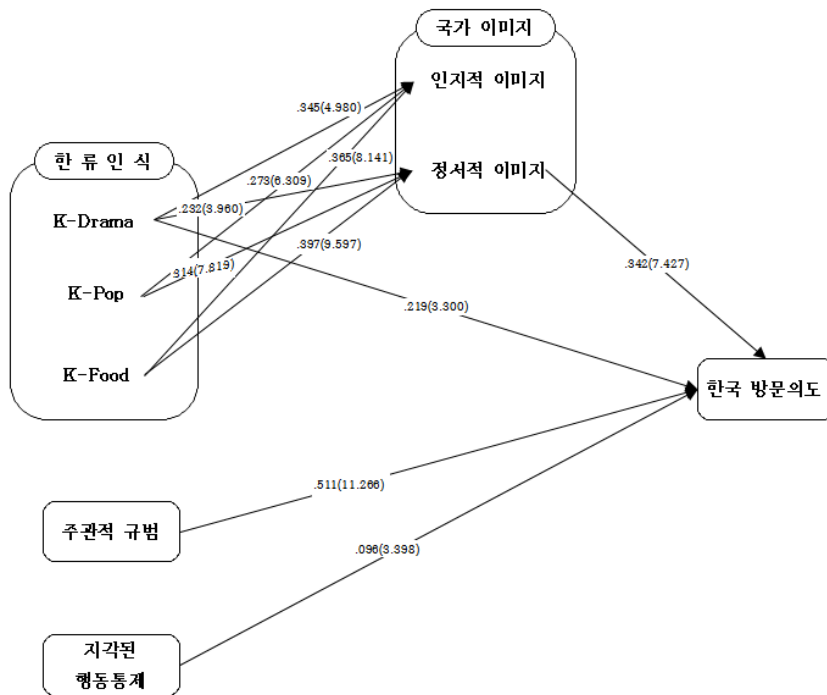 국가 이미지
인지적 이미지
.345(4.980)
.365(8.141)
한 류 인 식
정서적 이미지
.273(6.309)
K-Drama
.232(3.960)
.397(9.597)
.342(7.427)
.314(7.819)
K-Pop
.219(3.300)
K-Food
한국 방문의도
.511(11.266)
주관적 규범
.096(3.398)
지각된
행동통제